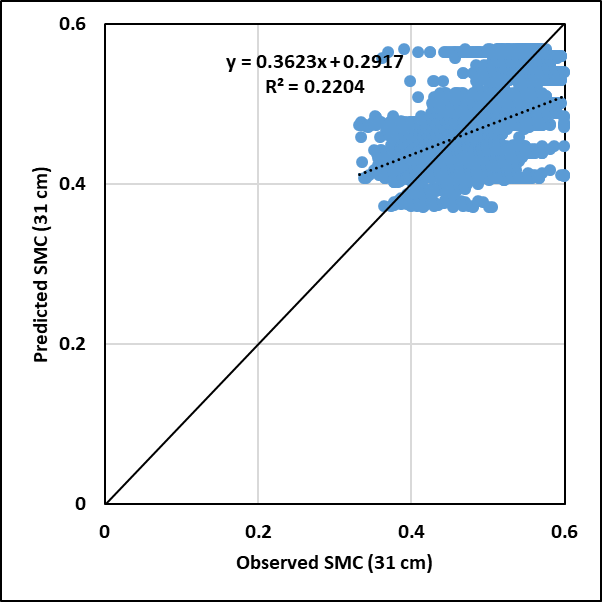 0.6
y = 0.3623x + 0.2917
R² = 0.2204
0.4
Predicted SMC (31 cm)
0.2
0
0 0.2 0.4 0.6
Observed SMC (31 cm)